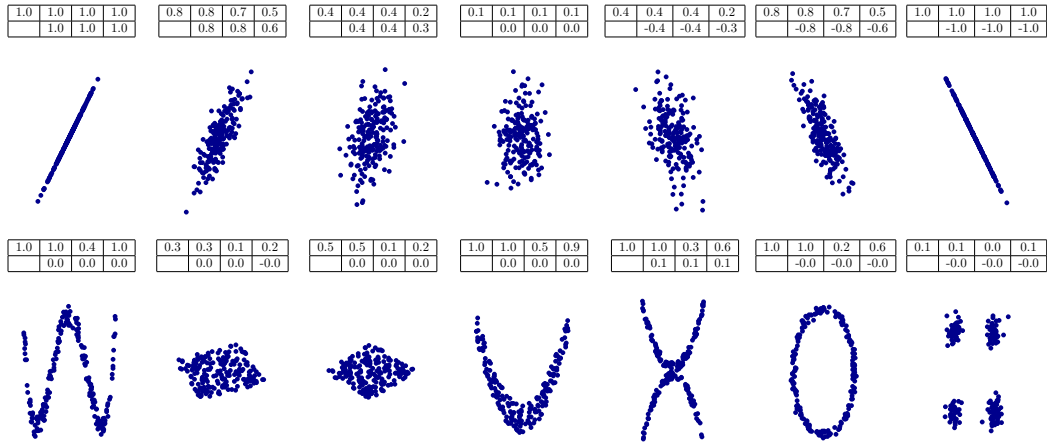 1.0 1.0 1.0 1.0
1.0 1.0 1.0
0.8 0.8 0.7 0.5
0.8 0.8 0.6
0.4 0.4 0.4 0.2
0.4 0.4 0.3
0.1 0.1 0.1 0.1
0.0 0.0 0.0
0.4 0.4 0.4 0.2
-0.4 -0.4 -0.3
0.8 0.8 0.7 0.5
-0.8 -0.8 -0.6
1.0 1.0 1.0 1.0
-1.0 -1.0 -1.0
1.0 1.0 0.4 1.0
0.0 0.0 0.0
0.3 0.3 0.1 0.2
0.0 0.0 -0.0
0.5 0.5 0.1 0.2
0.0 0.0 0.0
1.0 1.0 0.5 0.9
0.0 0.0 0.0
1.0 1.0 0.3 0.6
0.1 0.1 0.1
1.0 1.0 0.2 0.6
-0.0 -0.0 -0.0
0.1 0.1 0.0 0.1
-0.0 -0.0 -0.0